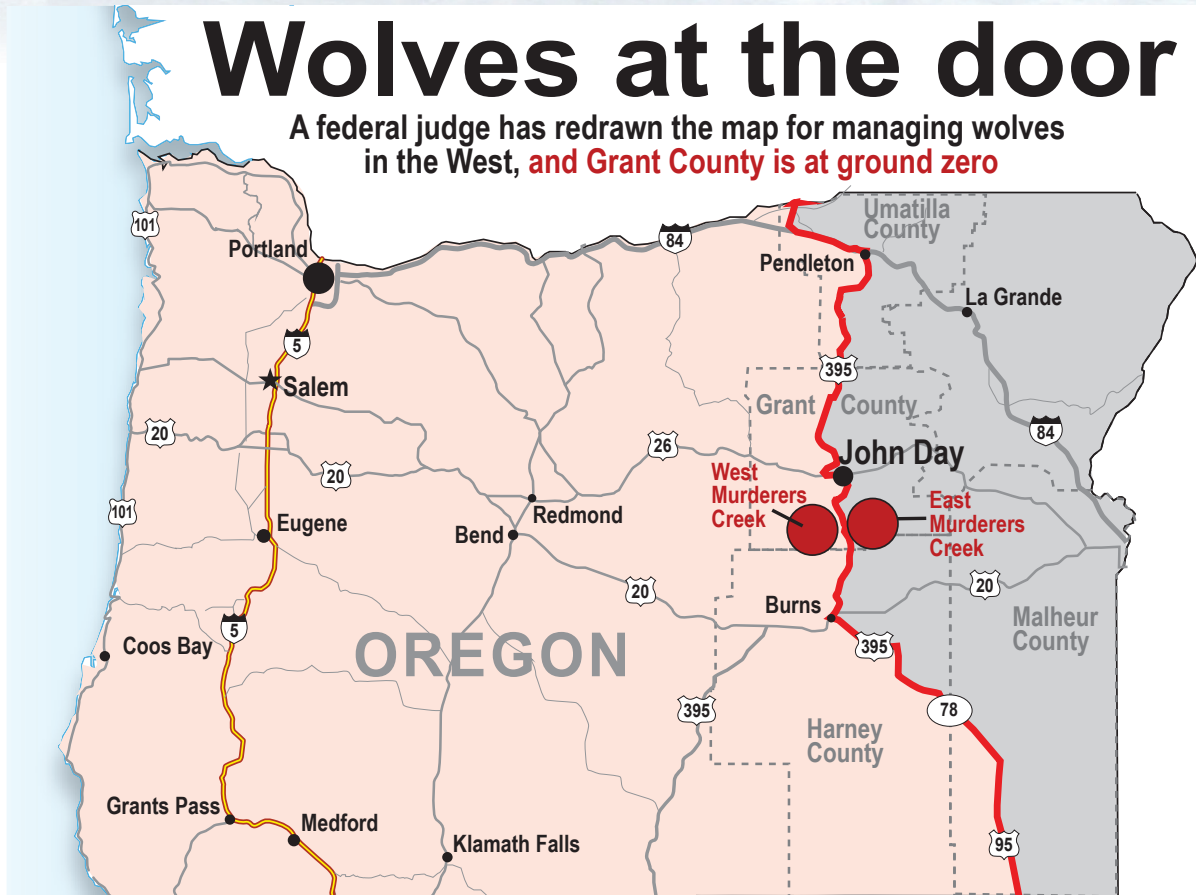 Wolves at the door
A federal judge has redrawn the map for managing wolves
in the West, and Grant County is at ground zero
101
Portland
84
Umatilla
County
Pendleton
La Grande
5
Salem
395
Grant County
84
20
20
26
John Day
West
Murderers
Creek
East
Murderers
Creek
101
Eugene
Redmond
Bend
20
20
Burns
Malheur
County
5
Coos Bay
OREGON
395
395
78
Harney
County
Grants Pass
Medford
Klamath Falls
95